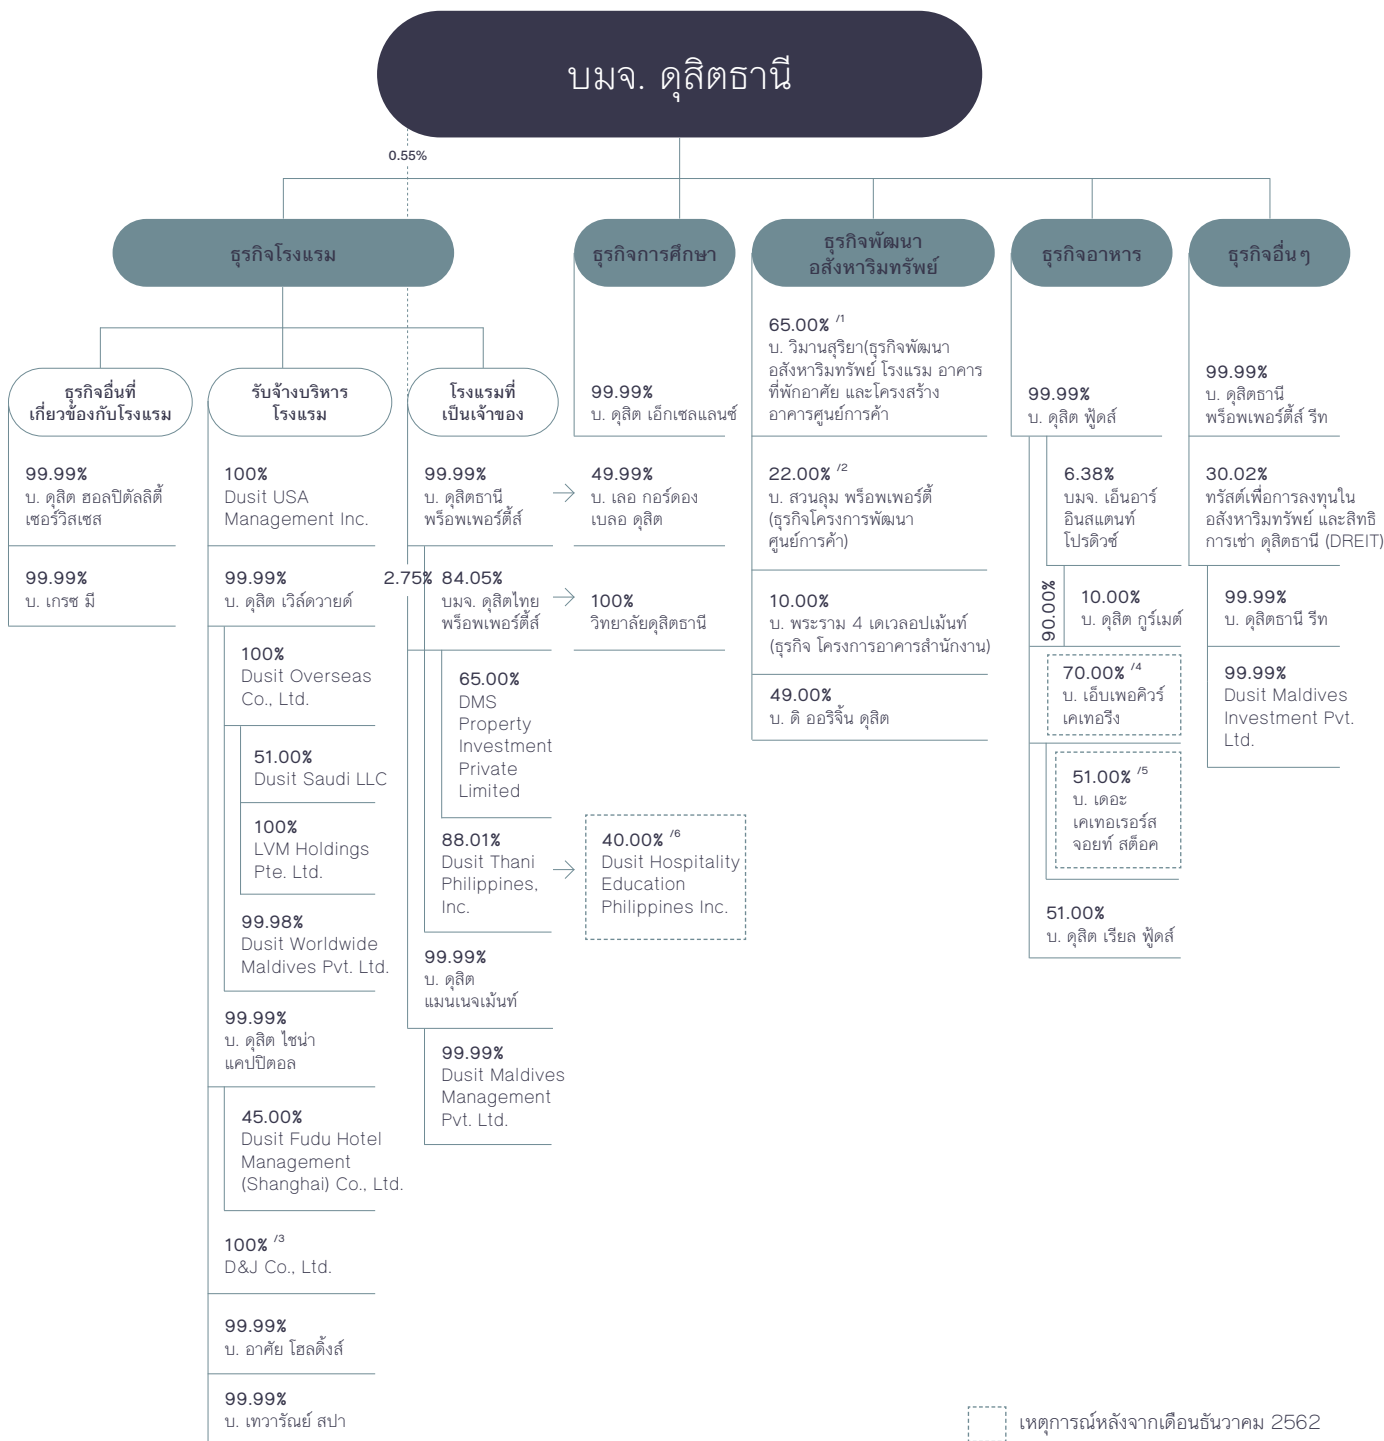 บมจ. ดุสิตธานี
0.55%
ธุรกิจโรงแรม
ธุรกิจอื่นที่
เกี่ยวข้องกับโรงแรม
99.99%
บ. ดุสิต ฮอสปิตัลลิตี้
เซอร์วิสเซส
99.99%
บ. เกรซ มี
รับจ้างบริหาร
โรงแรม
100%
Dusit USA
Management Inc.
99.99%
บ. ดุสิต เวิล์ดวายด์
100%
Dusit Overseas
Co., Ltd.
51.00%
Dusit Saudi LLC
100%
LVM Holdings
Pte. Ltd.
99.98%
Dusit Worldwide
Maldives Pvt. Ltd.
99.99%
บ. ดุสิต ไชน่า
แคปปิตอล
45.00%
Dusit Fudu Hotel
Management
(Shanghai) Co., Ltd.
100% /3
D&J Co., Ltd.
99.99%
บ. อาศัย โฮลดิ้งส์
99.99%
บ. เทวารัณย์ สปา
โรงแรมที่
เป็นเจ้าของ
99.99%
บ. ดุสิตธานี
พร็อพเพอร์ตี้ส์
2.75% 84.05%
บมจ. ดุสิตไทย
พร็อพเพอร์ตี้ส์
65.00%
DMS
Property
Investment
Private
Limited
88.01%
Dusit Thani
Philippines,
Inc.
99.99%
บ. ดุสิต
แมนเนจเม้นท์
99.99%
Dusit Maldives
Management
Pvt. Ltd.
ธุรกิจการศึกษา
99.99%
บ. ดุสิต เอ็กเซลแลนซ์
49.99%
บ. เลอ กอร์ดอง
เบลอ ดุสิต
100%
วิทยาลัยดุสิตธานี
40.00% /6
Dusit Hospitality
Education
Philippines Inc.
ธุรกิจพัฒนา
อสังหาริมทรัพย์
65.00% /1
บ. วิมานสุริยา(ธุรกิจพัฒนา
อสังหาริมทรัพย์ โรงแรม อาคาร
ที่พักอาศัย และโครงสร้าง
อาคารศูนย์การค้า
22.00% /2
บ. สวนลุม พร็อพเพอร์ตี้
(ธุรกิจโครงการพัฒนา
ศูนย์การค้า)
10.00%
บ. พระราม 4 เดเวลอปเม้นท์
(ธุรกิจ โครงการอาคารสำนักงาน)
49.00%
บ. ดิ ออริจิ้น ดุสิต
ธุรกิจอาหาร
99.99%
บ. ดุสิต ฟู้ดส์
6.38%
บมจ. เอ็นอาร์
อินสแตนท์
โปรดิวซ์
90.00%
10.00%
บ. ดุสิต กูร์เมต์
70.00% /4
บ. เอ็บเพอคิวร์
เคเทอริง
51.00% /5
บ. เดอะ
เคเทอเรอร์ส
จอยท์ สต็อค
51.00%
บ. ดุสิต เรียล ฟู้ดส์
ธุรกิจอื่นๆ
99.99%
บ. ดุสิตธานี
พร็อพเพอร์ตี้ส์ รีท
30.02%
ทรัสต์เพื่อการลงทุนใน
อสังหาริมทรัพย์ และสิทธิ
การเช่า ดุสิตธานี (DREIT)
99.99%
บ. ดุสิตธานี รีท
99.99%
Dusit Maldives
Investment Pvt.
Ltd.
เหตุการณ์หลังจากเดือนธันวาคม 2562